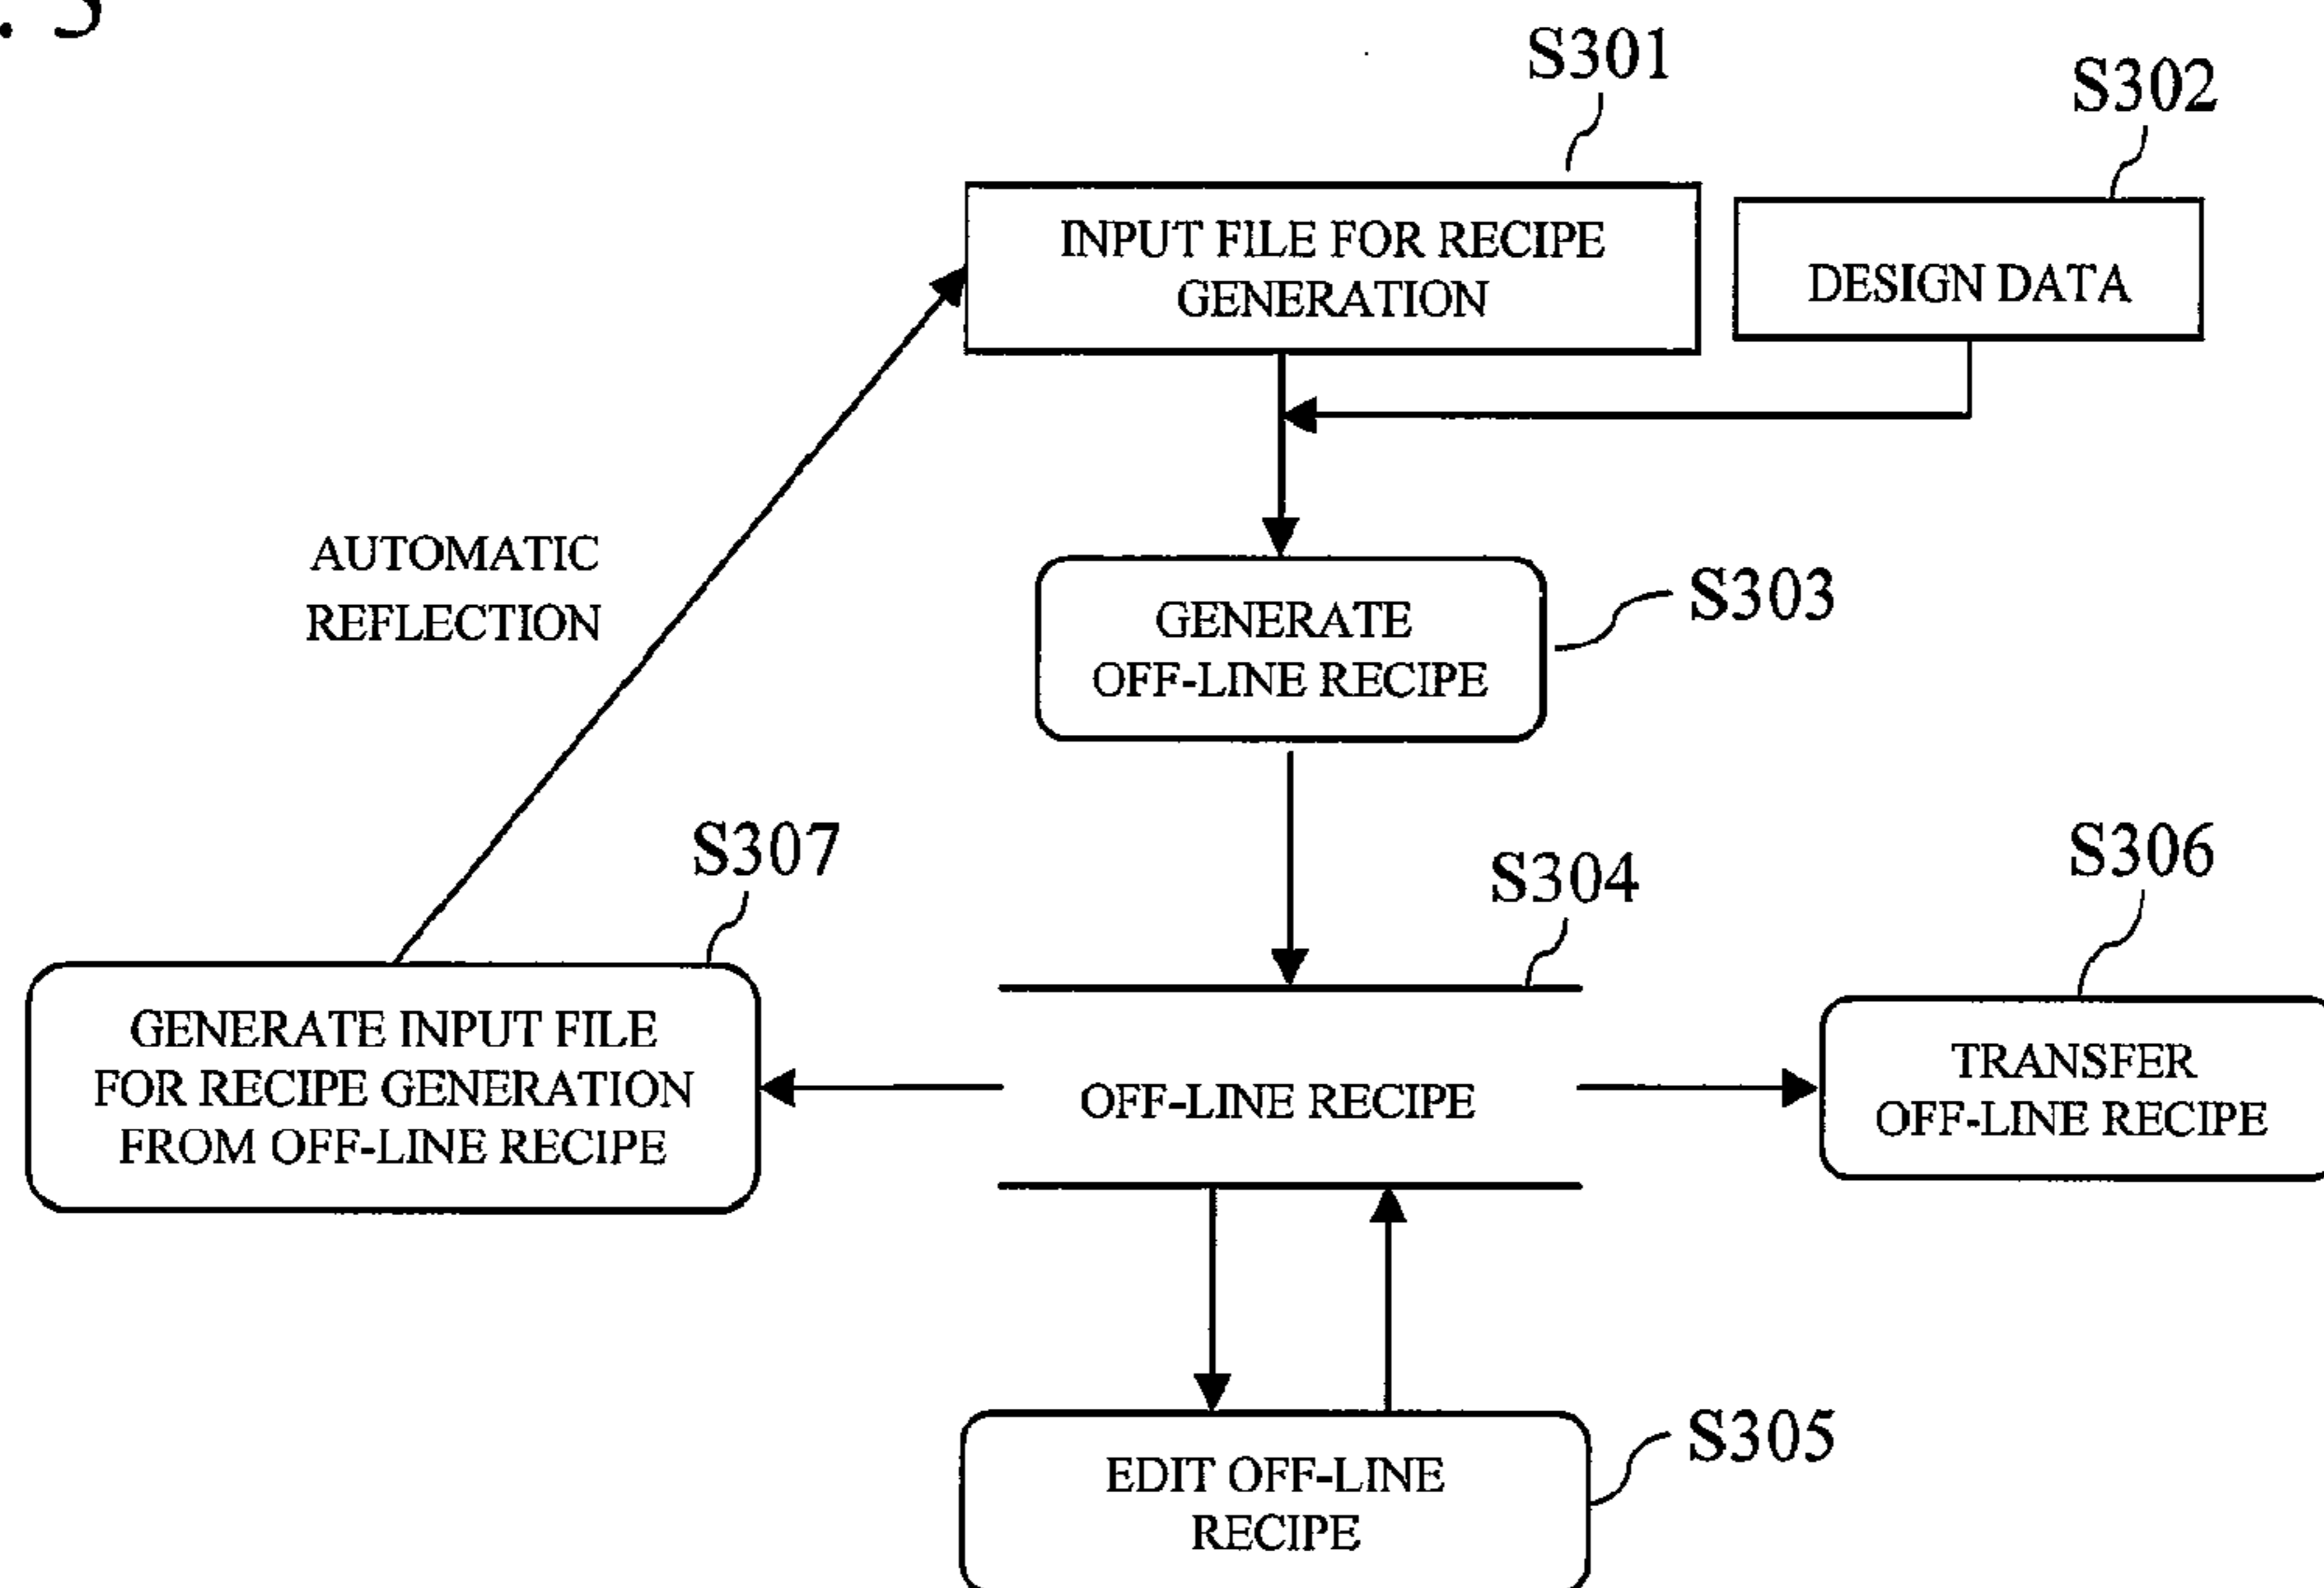 . 3
S301
S302
INPUT FILE FOR RECIPE
GENERATION
DESIGN DATA
AUTOMATIC
REFLECTION
GENERATE
OFF-LINE RECIPE
S303
S307
S304
S306
GENERATE INPUT FILE
FOR RECIPE GENERATION
FROM OFF-LINE RECIPE
OFF-LINE RECIPE
TRANSFER
OFF-LINE RECIPE
EDIT OFF-LINE
RECIPE
S305